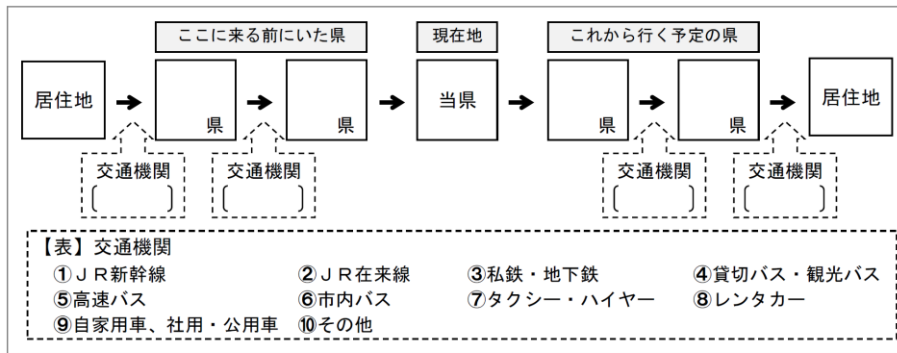 ここに来る前にいた県
現在地
これから行く予定の県
居住地
県
県
当県
県
県
居住地
交通機関
交通機関
交通機関
交通機関
【表】交通機関
①ＪＲ新幹線 ②ＪＲ在来線 ③私鉄・地下鉄 ④貸切バス・観光バス
⑤高速バス ⑥市内バス ⑦タクシー・ハイヤー ⑧レンタカー
⑨自家用車、社用・公用車 ⑩その他